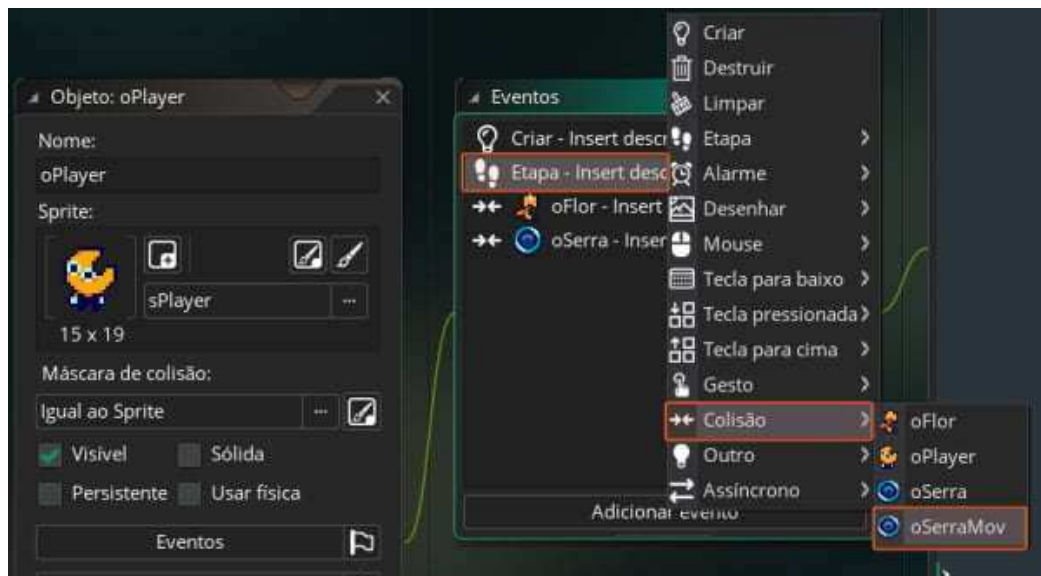 Objeto: oPlayer
Nome:
oPlayer
Sprite:
sPlayer
15 x 19
Máscara de colisão:
Igual ao Sprite
Visível
Sólida
Persistente
Usar física
Eventos
Eventos
Criar - Insert descr
Etapa - Insert desc
oFlor - Insert
oSerra - Inser
Adicionar evento
Criar
Destruir
Limpar
Etapa
Alarme
Desenhar
Mouse
Tecla para baixo
Tecla pressionada
Tecla para cima
Gesto
Colisão
Outro
Assíncrono
oFlor
oPlayer
oSerra
oSerraMov